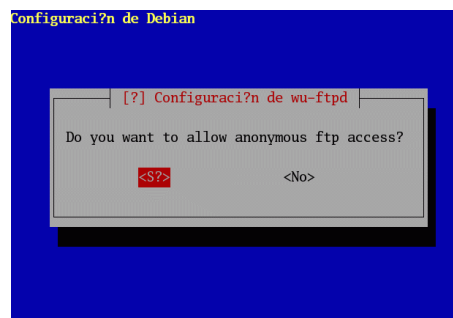 Configuraci?n de Debian
[?] Configuraci?n de wu-ftpd
Do you want to allow anonymous ftp access?
<S?> <No>